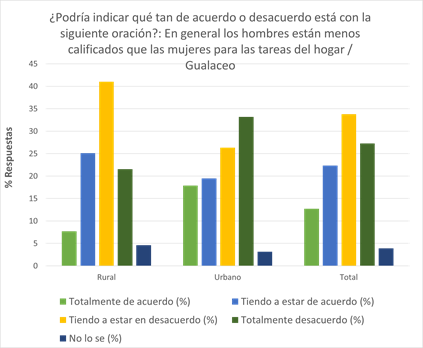 ¿Podría indicar qué tan de acuerdo o desacuerdo está con la
siguiente oración?: En general los hombres están menos
calificados que las mujeres para las tareas del hogar /
Gualaceo
% Respuestas
45
40
35
30
25
20
15
10
5
0
Rural Urbano Total
Totalmente de acuerdo (%) Tiendo a estar de acuerdo (%)
Tiendo a estar en desacuerdo (%) Totalmente desacuerdo (%)
No lo se (%)